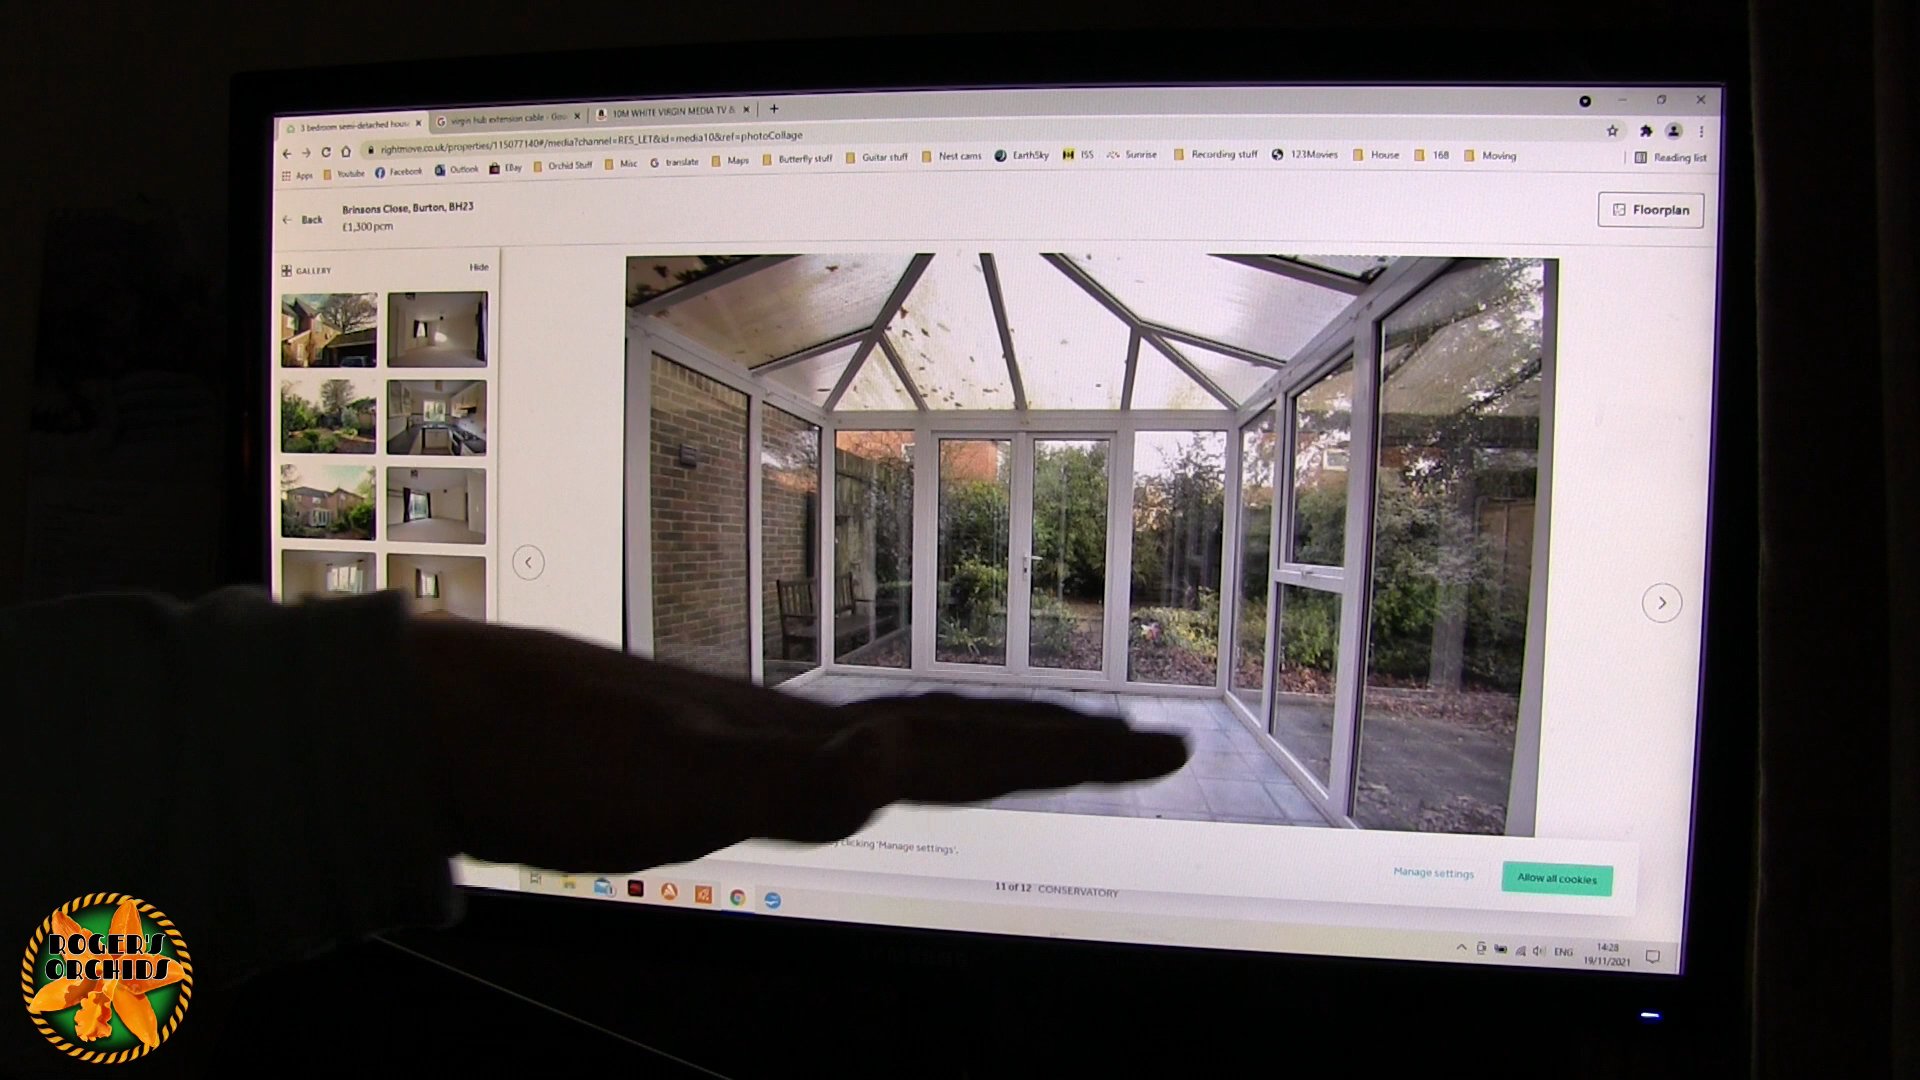 3 bedroom semi-detached hous
virgin hub extension cable - Goo
10M WHITE VIRGIN MEDIA TV &
rightmove.co.uk/properties/115077140#/media?channel=RES_LET&id=media10&ref=photoCollage
Apps Youtube Facebook Outlook EBay Orchid Stuff Misc translate Maps Butterfly stuff Guitar stuff Nest cams EarthSky ISS Sunrise Recording stuff 123Movies House 168 Moving Reading list
Back
Brinsons Close, Burton, BH23
£1,300 pcm
Floorplan
GALLERY
Hide
clicking 'Manage settings'.
Manage settings
Allow all cookies
11 of 12 CONSERVATORY
ENG
14:28
19/11/2021
ROGER'S
ORCHIDS